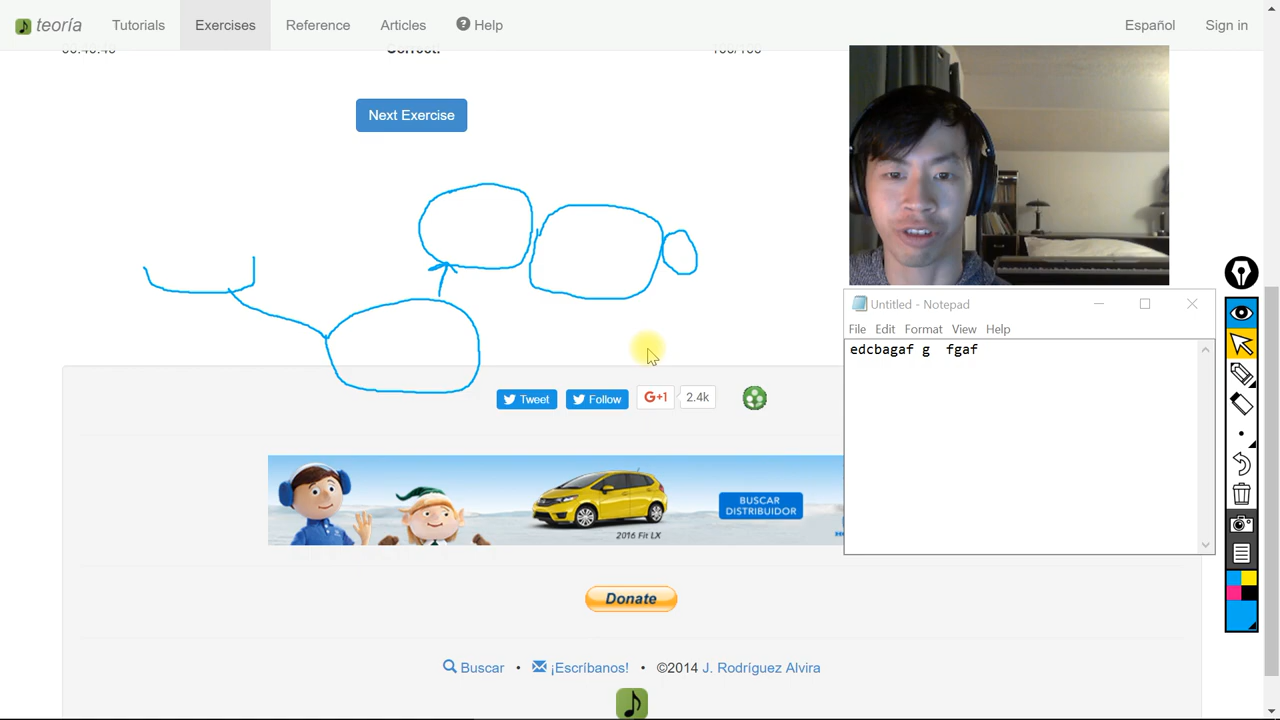 teoría Tutorials Exercises Reference Articles Help Español Sign in
Correct:
Next Exercise
Untitled - Notepad
File Edit Format View Help
edcbagaf g  fgaf
Tweet Follow G+1 2.4k
BUSCAR
DISTRIBUIDOR
2016 Fit LX
Donate
Buscar • ¡Escríbanos! • ©2014 J. Rodríguez Alvira